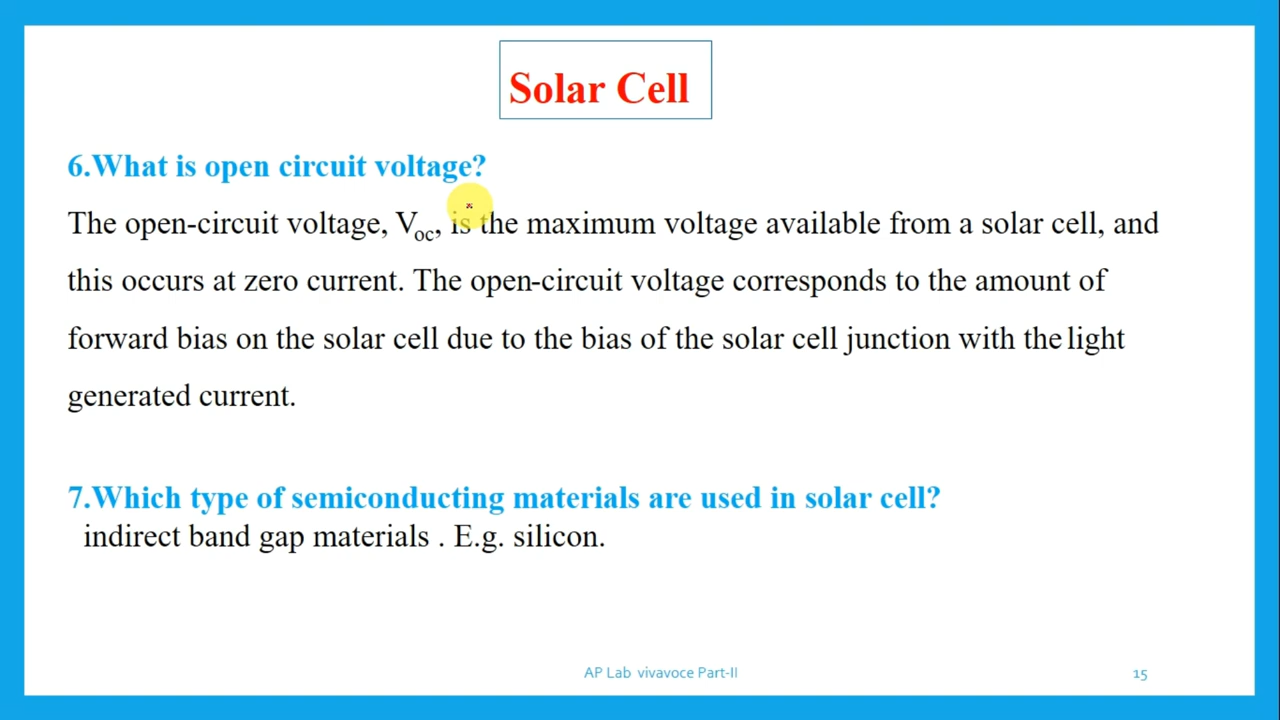 Solar Cell
6.What is open circuit voltage?
The open-circuit voltage, Voc, is the maximum voltage available from a solar cell, and
this occurs at zero current. The open-circuit voltage corresponds to the amount of
forward bias on the solar cell due to the bias of the solar cell junction with the light
generated current.
7.Which type of semiconducting materials are used in solar cell?
indirect band gap materials . E.g. silicon.
AP Lab vivavoce Part-II
15